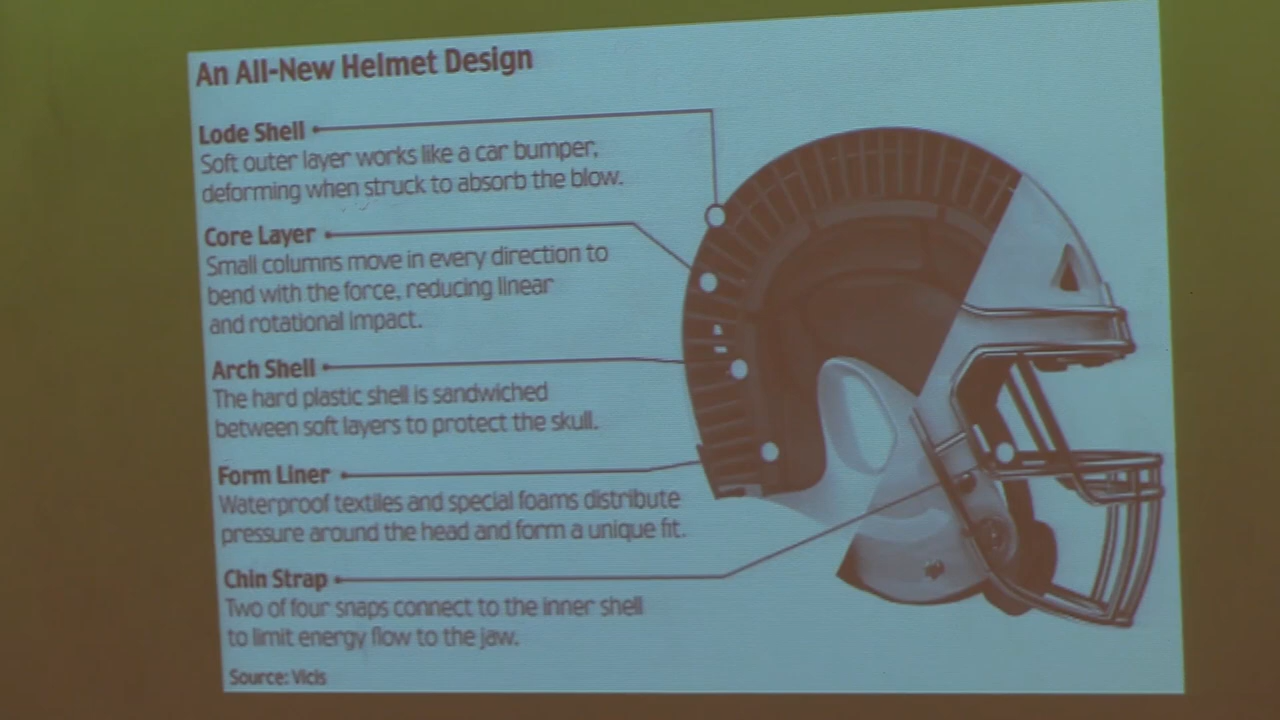 An All-New Helmet Design
Lode Shell
Soft outer layer works like a car bumper,
deforming when struck to absorb the blow.
Core Layer
Small columns move in every direction to
bend with the force, reducing linear
and rotational impact.
Arch Shell
The hard plastic shell is sandwiched
between soft layers to protect the skull.
Form Liner
Waterproof textiles and special foams distribute
pressure around the head and form a unique fit.
Chin Strap
Two of four snaps connect to the inner shell
to limit energy flow to the jaw.
Source: Vicis